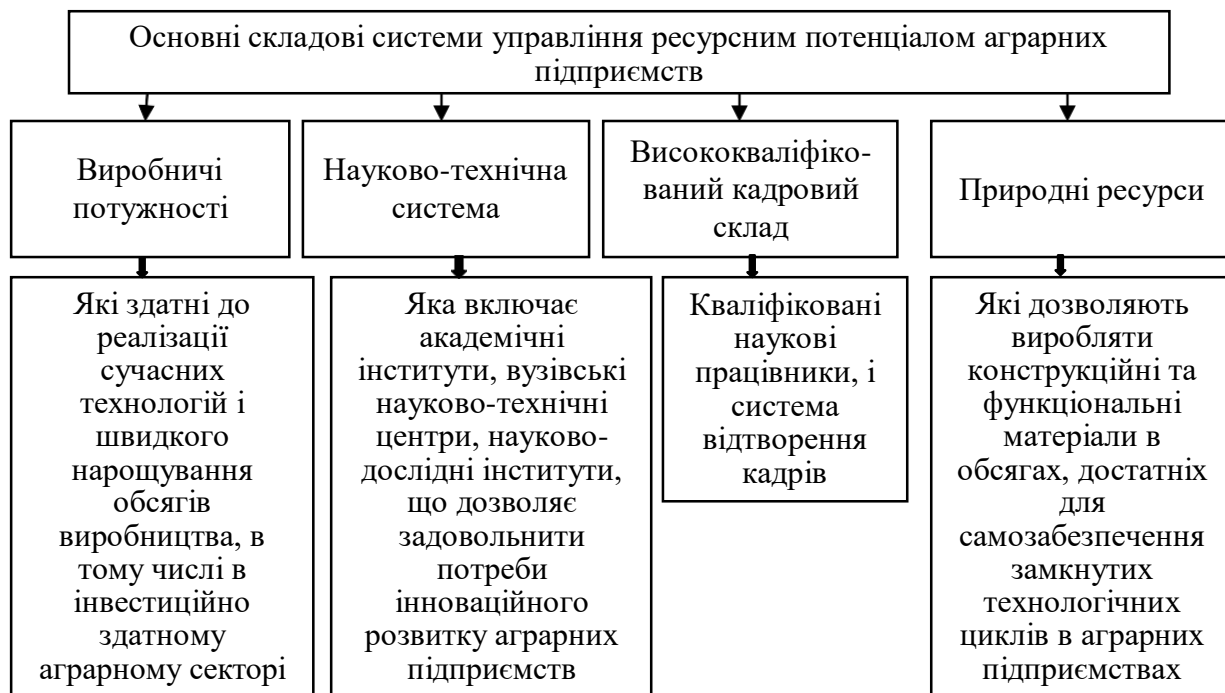 Основні складові системи управління ресурсним потенціалом аграрних
підприємств
Виробничі
потужності
Науково-технічна
система
Висококваліфіко-
ваний кадровий
склад
Природні ресурси
Які здатні до
реалізації
сучасних
технологій і
швидкого
нарощування
обсягів
виробництва, в
тому числі в
інвестиційно
здатному
аграрному секторі
Яка включає
академічні
інститути, вузівські
науково-технічні
центри, науково-
дослідні інститути,
що дозволяє
задовольнити
потреби
інноваційного
розвитку аграрних
підприємств
Кваліфіковані
наукові
працівники, і
система
відтворення
кадрів
Які дозволяють
виробляти
конструкційні та
функціональні
матеріали в
обсягах, достатніх
для
самозабезпечення
замкнутих
технологічних
циклів в аграрних
підприємствах